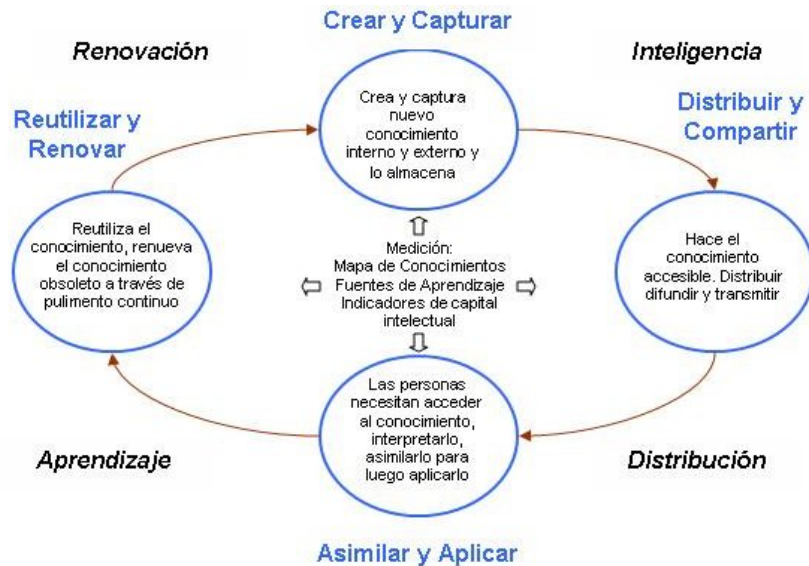 Crear y Capturar
Renovación
Inteligencia
Crea y captura
nuevo
conocimiento
interno y externo y
lo almacena
Reutilizar y
Renovar
Distribuir y
Compartir
Reutiliza el
conocimiento, renueva
el conocimiento
obsoleto a través de
pulimento continuo
Medición:
Mapa de Conocimientos
Fuentes de Aprendizaje
Indicadores de capital
intelectual
Hace el
conocimiento
accesible. Distribuir
difundir y transmitir
Las personas
necesitan acceder
al conocimiento,
interpretarlo,
asimilarlo para
luego aplicarlo
Aprendizaje
Distribución
Asimilar y Aplicar